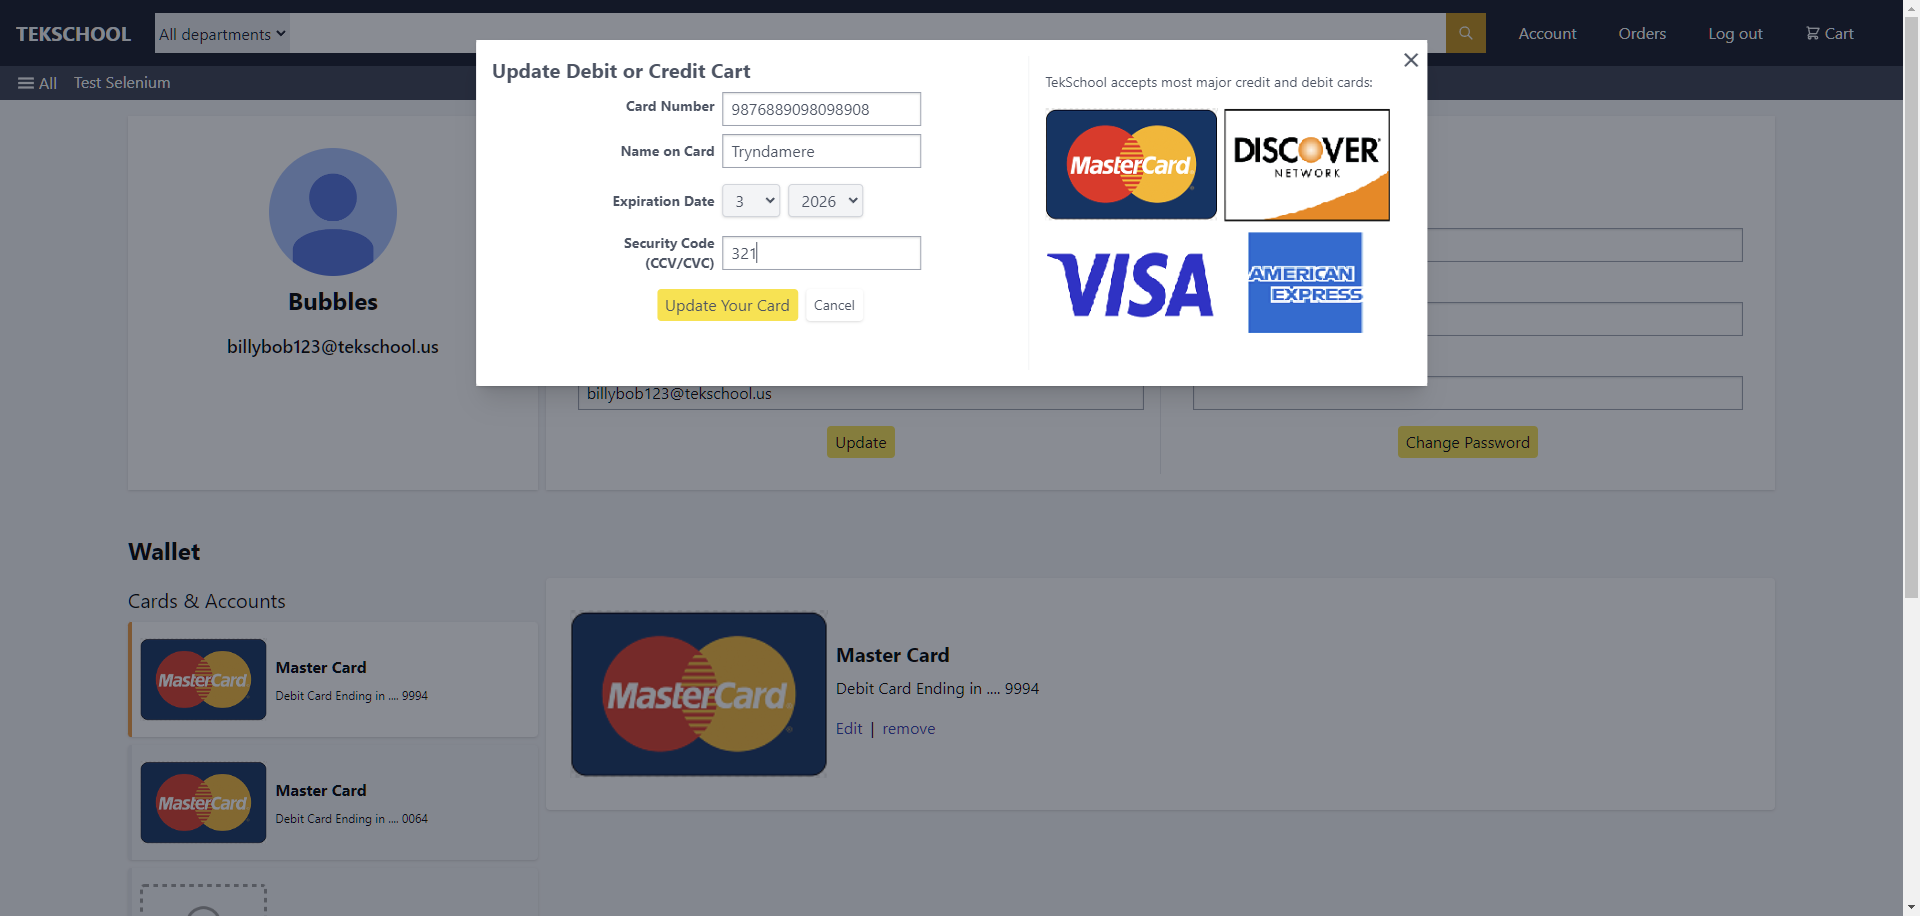 TEKSCHOOL
All departments
Account
Orders
Log out
Cart
All
Test Selenium
Update Debit or Credit Cart
Card Number
9876889098098908
Name on Card
Tryndamere
Expiration Date
3
2026
Security Code
(CCV/CVC)
321
Update Your Card
Cancel
TekSchool accepts most major credit and debit cards:
MasterCard
DISCOVER
NETWORK
VISA
AMERICAN
EXPRESS
Bubbles
billybob123@tekschool.us
billybob123@tekschool.us
Update
Change Password
Wallet
Cards & Accounts
MasterCard
Master Card
Debit Card Ending in .... 9994
MasterCard
Master Card
Debit Card Ending in .... 0064
MasterCard
Master Card
Debit Card Ending in .... 9994
Edit | remove